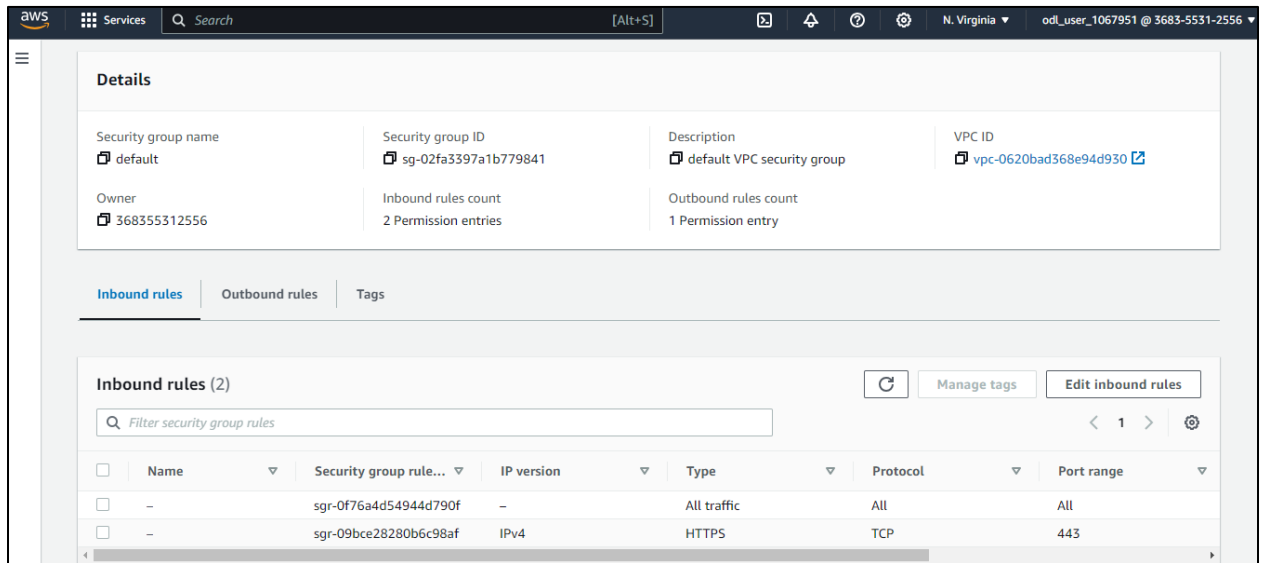 aws Services Search [Alt+S] N. Virginia ▼ odl_user_1067951 @ 3683-5531-2556 ▼
Details
Security group name Security group ID Description VPC ID
default sg-02fa3397a1b779841 default VPC security group vpc-0620bad368e94d930
Owner Inbound rules count Outbound rules count
368355312556 2 Permission entries 1 Permission entry
Inbound rules Outbound rules Tags
Inbound rules (2) Manage tags Edit inbound rules
Filter security group rules 1
Name Security group rule... IP version Type Protocol Port range
– sgr-0f76a4d54944d790f – All traffic All All
– sgr-09bce28280b6c98af IPv4 HTTPS TCP 443